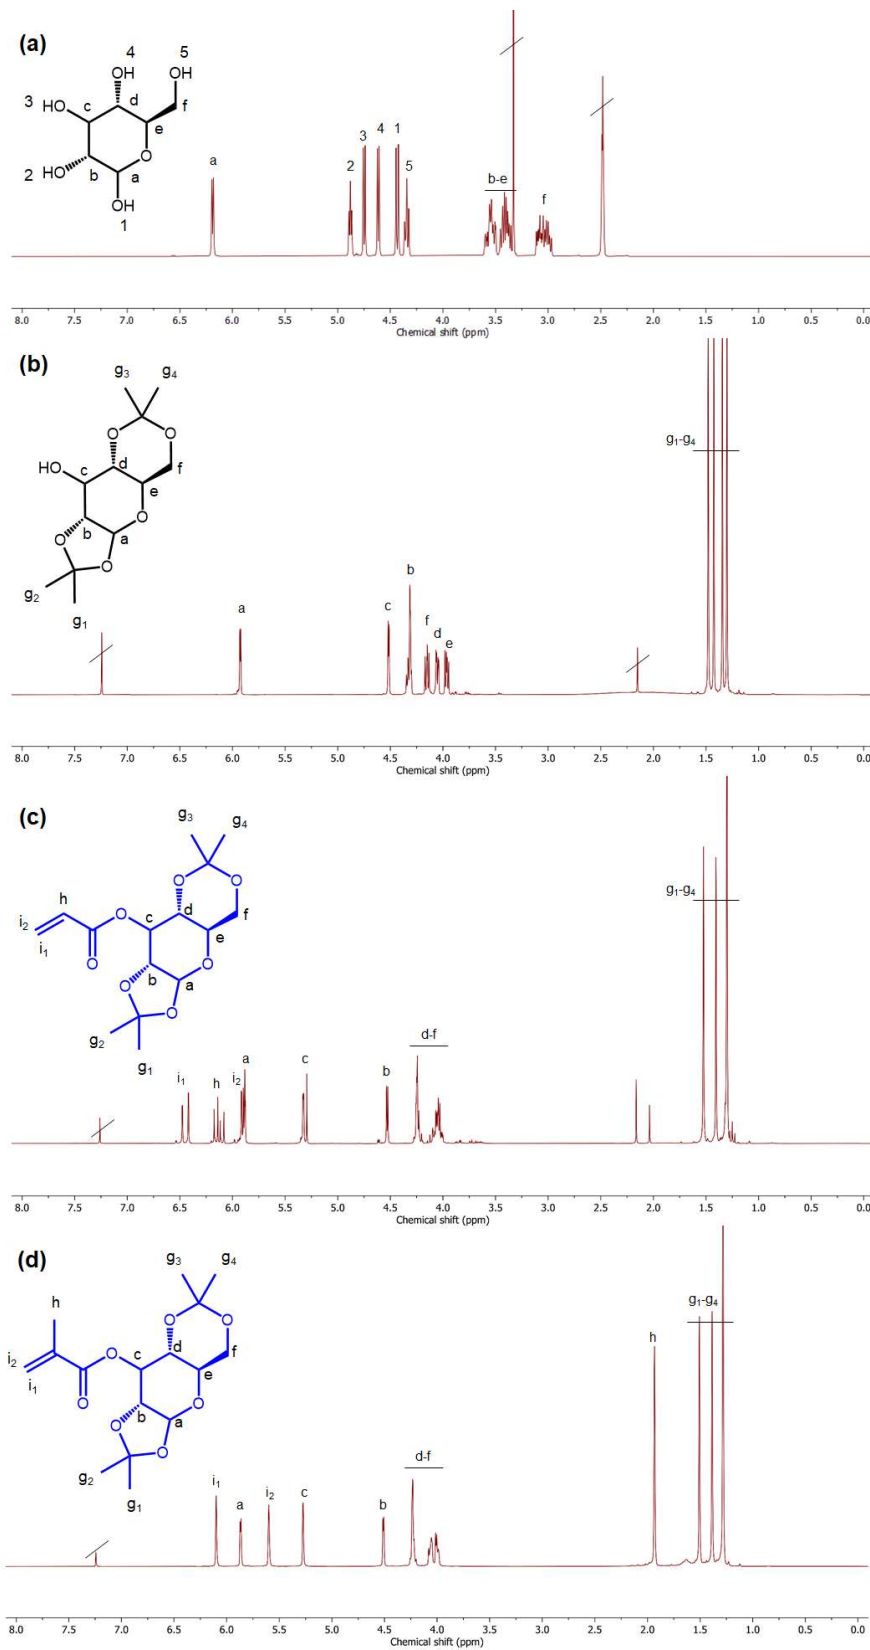 (a)
4 5
OH OH OH
3 HO c d f
e
O
2 HO b a
OH
1
a 2 3 4 1 5 b-e f
8.0 7.5 7.0 6.5 6.0 5.5 5.0 4.5 4.0 3.5 3.0 2.5 2.0 1.5 1.0 0.5 0.0
Chemical shift (ppm)
(b)
g3 g4
O O
HO c d f
e
O
O b a
O
g2
g1
a c b f d e g1-g4
8.0 7.5 7.0 6.5 6.0 5.5 5.0 4.5 4.0 3.5 3.0 2.5 2.0 1.5 1.0 0.5 0.0
Chemical shift (ppm)
(c)
g3 g4
O O
h O c d f
i2 i1 e
O O
b a
O O
g2
g1
i1 h i2 a c b d-f g1-g4
8.0 7.5 7.0 6.5 6.0 5.5 5.0 4.5 4.0 3.5 3.0 2.5 2.0 1.5 1.0 0.5 0.0
Chemical shift (ppm)
(d)
g3 g4
h O O
O c d f
i2 i1 e
O O
b a
O O
g2
g1
i1 a i2 c b d-f h g1-g4
8.0 7.5 7.0 6.5 6.0 5.5 5.0 4.5 4.0 3.5 3.0 2.5 2.0 1.5 1.0 0.5 0.0
Chemical shift (ppm)